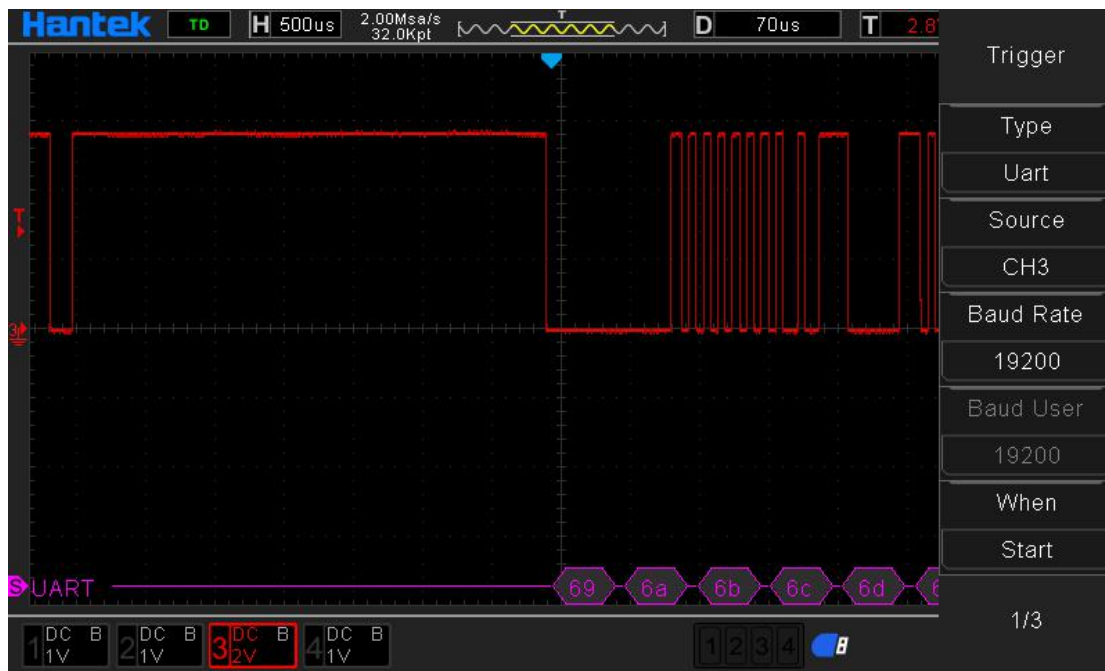 Hantek TD H 500us 2.00Msa/s 32.0Kpt T D 70us T 2.8
Trigger
Type
Uart
Source
CH3
Baud Rate
19200
Baud User
19200
When
Start
1/3
T
3
S UART 69 6a 6b 6c 6d
1 DC B 1V 2 DC B 1V 3 DC B 2V 4 DC B 1V 1 2 3 4